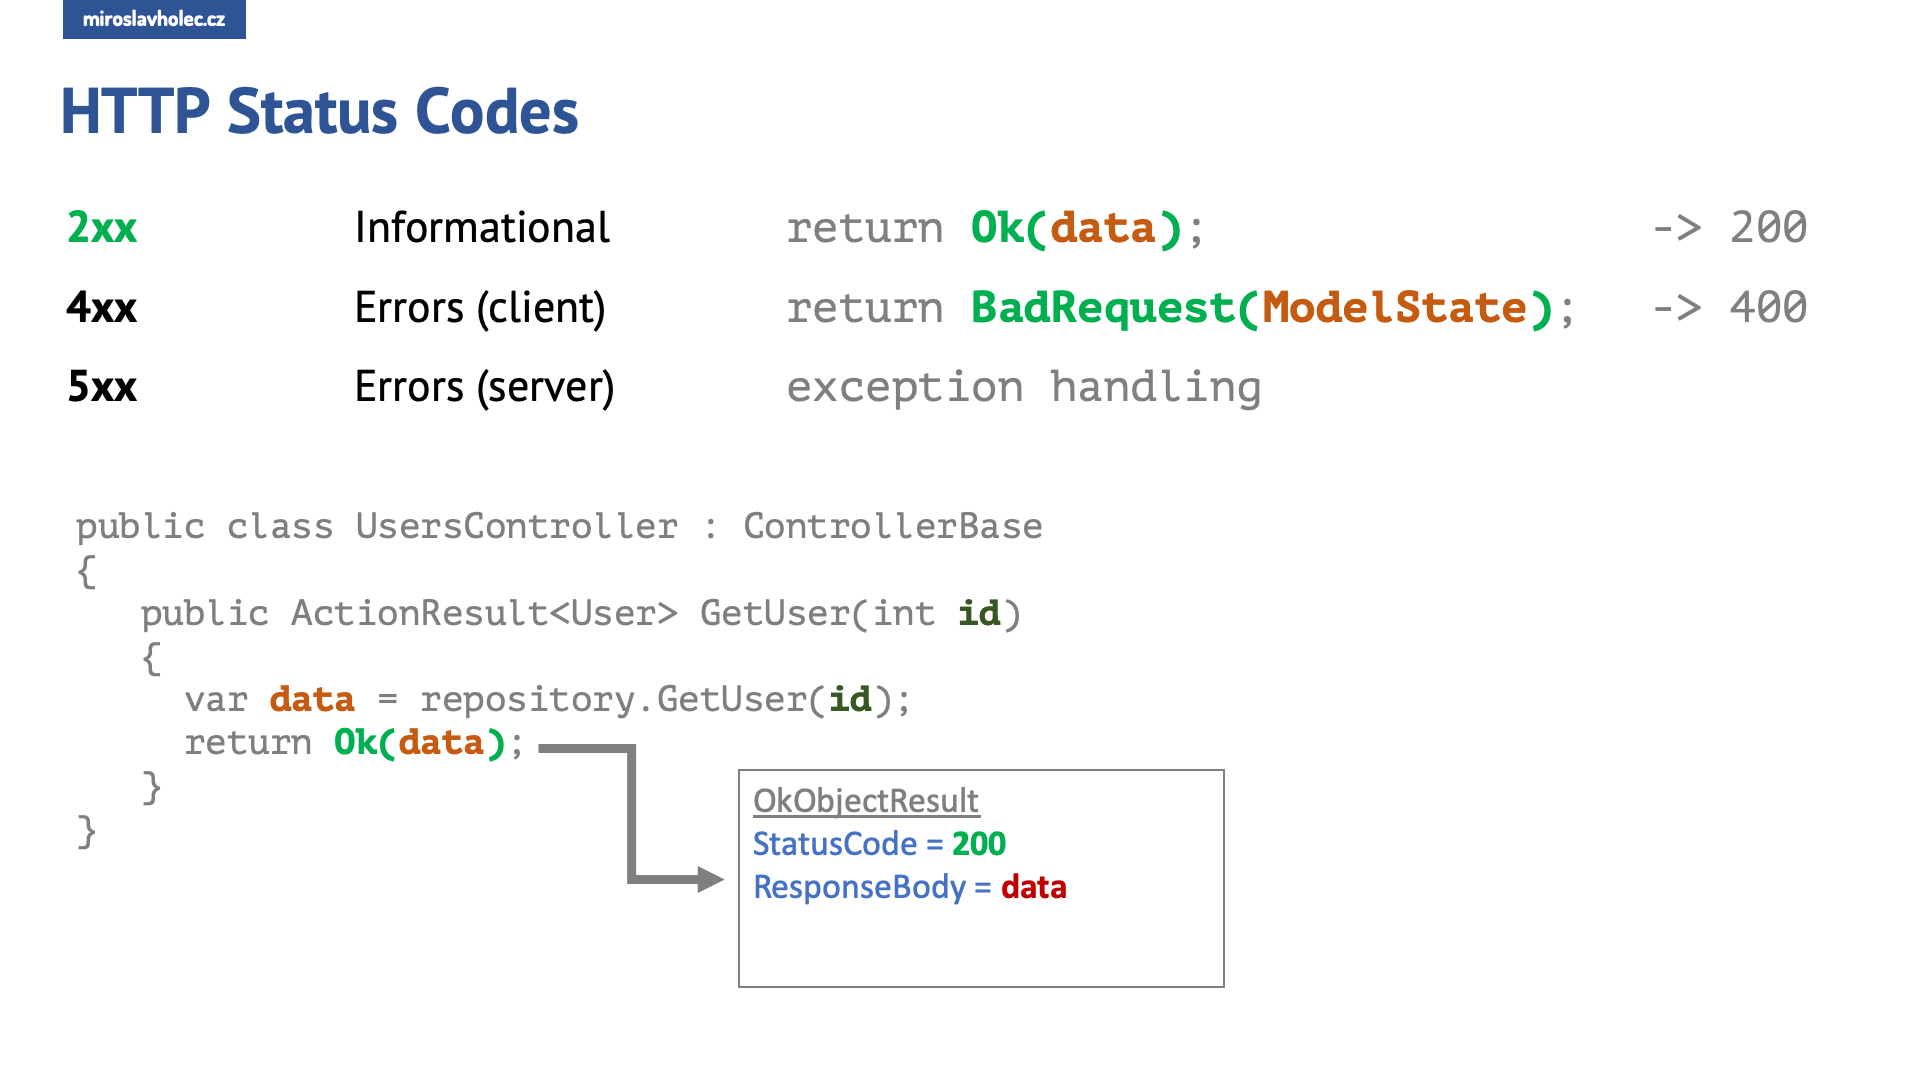 miroslavholec.cz
HTTP Status Codes
2xx Informational return Ok(data); -> 200
4xx Errors (client) return BadRequest(ModelState); -> 400
5xx Errors (server) exception handling
public class UsersController : ControllerBase
{
public ActionResult<User> GetUser(int id)
{
var data = repository.GetUser(id);
return Ok(data);
}
}
OkObjectResult
StatusCode = 200
ResponseBody = data